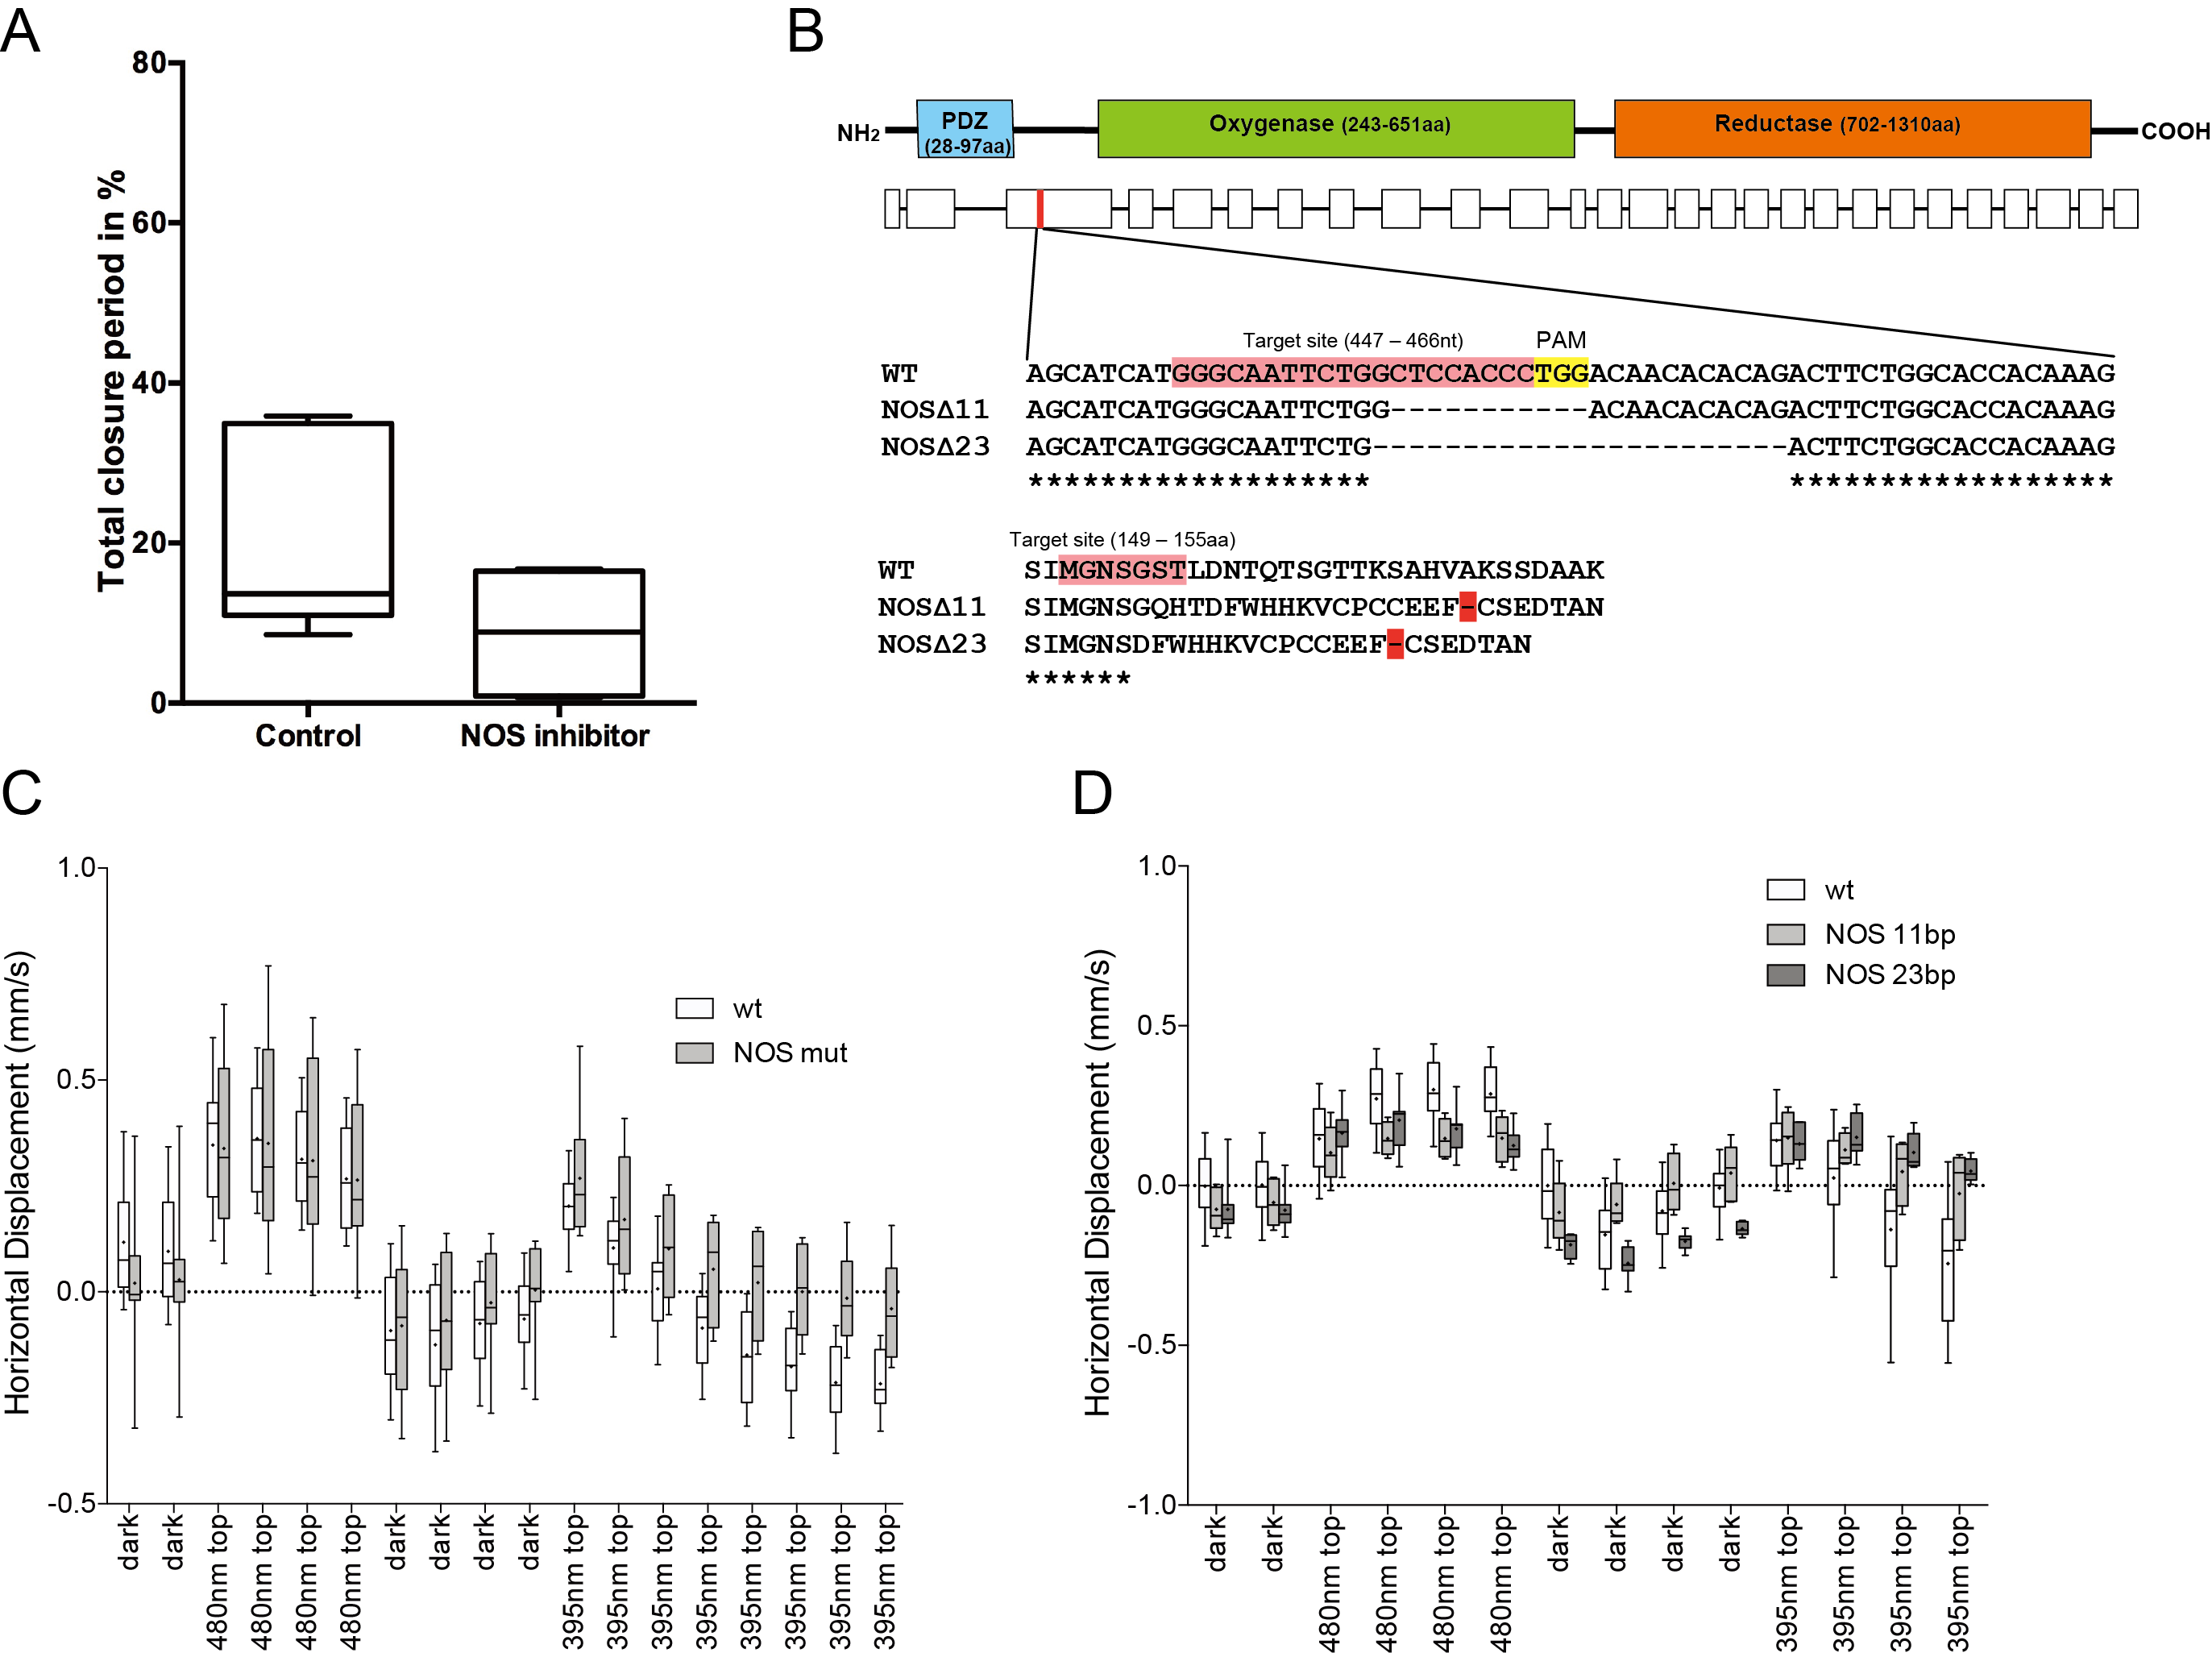 A
80
60
40
20
0
Total closure period in %
Control
NOS inhibitor
B
NH2
PDZ
(28-97aa)
Oxygenase (243-651aa)
Reductase (702-1310aa)
COOH
Target site (447 – 466nt)
PAM
WT AGCATCATGGGCAATTCTGGCTCCACCCTGGACAACACACAGACTTCTGGCACCACAAAG
NOSΔ11 AGCATCATGGGCAATTCTGG-----------ACAACACACAGACTTCTGGCACCACAAAG
NOSΔ23 AGCATCATGGGCAATTCTG-----------------------ACTTCTGGCACCACAAAG
******************* ******************
Target site (149 – 155aa)
WT SIMGNSGSTLDNTQTSGTTKSAHVAKSSDAAK
NOSΔ11 SIMGNSGQHTDFWHHKVCPCCEEF-CSEDTAN
NOSΔ23 SIMGNSDFWHHKVCPCCEEF-CSEDTAN
******
C
1.0
0.5
0.0
-0.5
Horizontal Displacement (mm/s)
wt
NOS mut
dark
dark
480nm top
480nm top
480nm top
480nm top
dark
dark
dark
dark
395nm top
395nm top
395nm top
395nm top
395nm top
395nm top
395nm top
395nm top
D
1.0
0.5
0.0
-0.5
-1.0
Horizontal Displacement (mm/s)
wt
NOS 11bp
NOS 23bp
dark
dark
480nm top
480nm top
480nm top
480nm top
dark
dark
dark
dark
395nm top
395nm top
395nm top
395nm top